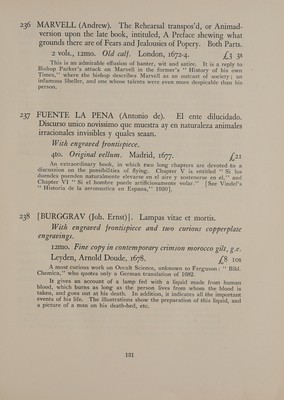 236 MARVELL (Andrew). The Rehearsal transpos'd, or Animad-
version upon the late book, intituled, A Preface shewing what
grounds there are of Fears and Jealousies of Popery. Both Parts.
2 vols., 12mo. Old calf. London, 1672-4. £3 3s
This is an admirable effusion of banter, wit and satire. It is a reply to
Bishop Parker's attack on Marvell in the former's " History of his own
Times," where the bishop describes Marvell as an outcast of society; an
infamous libeller, and one whose talents were even more despicable than his
person.
237 FUENTE LA PENA (Antonio de). El ente dilucidado.
Discurso unico novissimo que muestra ay en naturaleza animales
irracionales invisibles y quales seaan.
With engraved frontispiece.
4to. Original vellum. Madrid, 1677. £21
An extraordinary book, in which two long chapters are devoted to a
discussion on the possibilities of flying. Chapter V is entitled " Si los
duendes pueden naturalmente elevarse en el aire y sostenerse en el," and
Chapter VI " Si el hombre puede artificiosamente volar." [See Vindel's
" Historia de la aeronautica en Espana,"
238 [BURGGRAV (Joh. Ernst)]. Lampas vitae et mortis.
With engraved frontispiece and two curious copperplate
engravings.
12mo. Fine copy in contemporary crimson morocco gilt, g.e.
Leyden, Arnold Doude, 1678. £8 10s
A most curious work on Occult Science, unknown to Ferguson: " Bibl.
Chemica," who quotes only a German translation of 1682.
It gives an account of a lamp fed with a liquid made from human
blood, which burns as long as the person lives from whom the blood is
taken, and goes out at his death. In addition, it indicates all the important
events of his life. The illustrations show the preparation of this liquid, and
a picture of a man on his death-bed, etc.
131